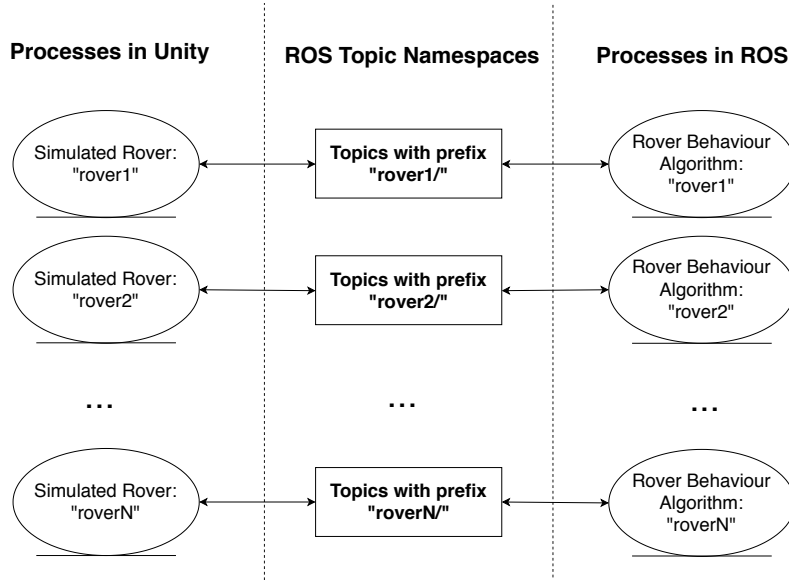 Processes in Unity
ROS Topic Namespaces
Processes in ROS
Simulated Rover:
"rover1"
Topics with prefix
"rover1/"
Rover Behaviour
Algorithm:
"rover1"
Simulated Rover:
"rover2"
Topics with prefix
"rover2/"
Rover Behaviour
Algorithm:
"rover2"
...
...
...
Simulated Rover:
"roverN"
Topics with prefix
"roverN/"
Rover Behaviour
Algorithm:
"roverN"